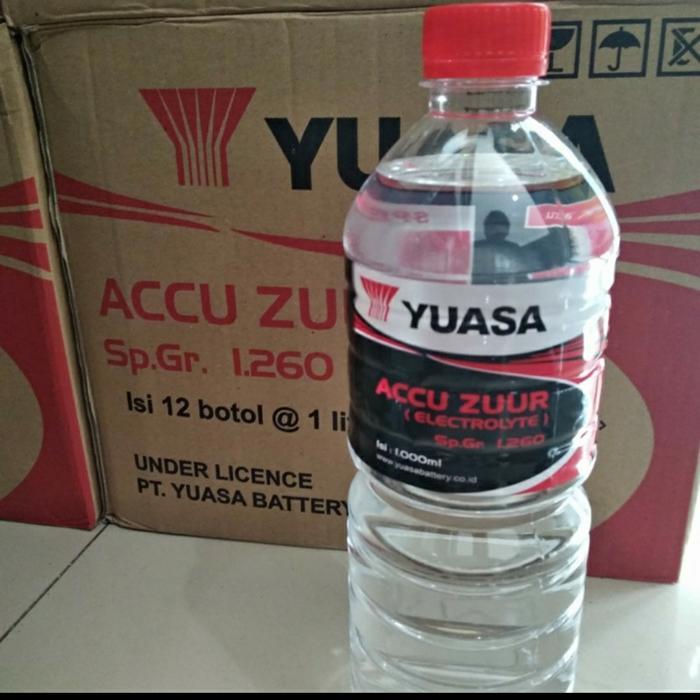 YUASA
ACCU ZU
Sp.Gr. 1.260
Isi 12 botol @ 1 li
UNDER LICENCE
PT. YUASA BATTERY
YUASA
ACCU ZUUR
( ELECTROLYTE )
Sp.Gr 1.260
Isi : 1.000ml
www.yuasabattery.co.id